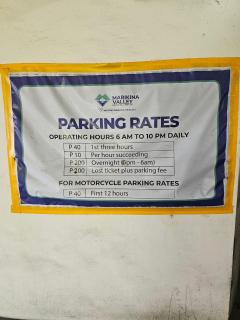 MARIKINA
VALLEY
PARKING RATES
OPERATING HOURS 6 AM TO 10 PM DAILY
P 40 1st three hours
P 10 Per hour succeeding
P 200 Overnight (6pm - 6am)
P 200 Lost ticket plus parking fee
FOR MOTORCYCLE PARKING RATES
P 40 First 12 hours